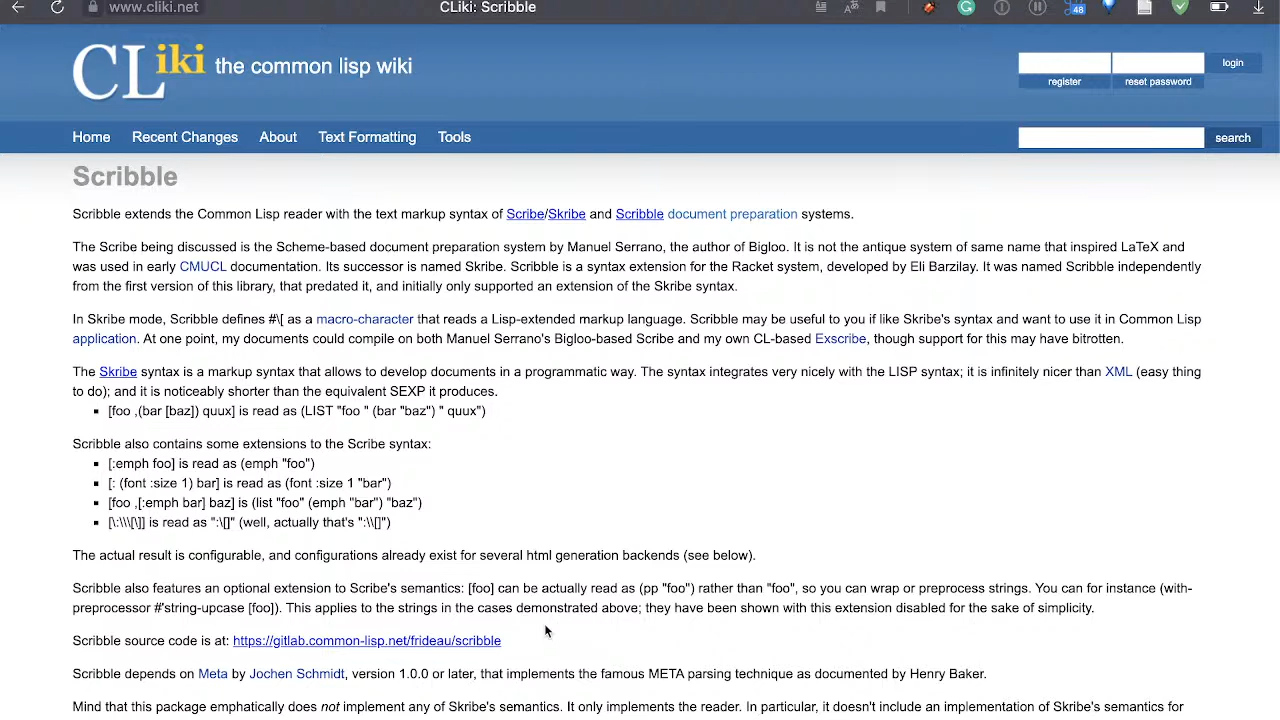 www.cliki.net
CLiki: Scribble
48
CLiki the common lisp wiki
login
register
reset password
Home Recent Changes About Text Formatting Tools
search
Scribble
Scribble extends the Common Lisp reader with the text markup syntax of Scribe/Skribe and Scribble document preparation systems.
The Scribe being discussed is the Scheme-based document preparation system by Manuel Serrano, the author of Bigloo. It is not the antique system of same name that inspired LaTeX and
was used in early CMUCL documentation. Its successor is named Skribe. Scribble is a syntax extension for the Racket system, developed by Eli Barzilay. It was named Scribble independently
from the first version of this library, that predated it, and initially only supported an extension of the Skribe syntax.
In Skribe mode, Scribble defines #\[ as a macro-character that reads a Lisp-extended markup language. Scribble may be useful to you if like Skribe's syntax and want to use it in Common Lisp
application. At one point, my documents could compile on both Manuel Serrano's Bigloo-based Scribe and my own CL-based Exscribe, though support for this may have bitrotten.
The Skribe syntax is a markup syntax that allows to develop documents in a programmatic way. The syntax integrates very nicely with the LISP syntax; it is infinitely nicer than XML (easy thing
to do); and it is noticeably shorter than the equivalent SEXP it produces.
▪ [foo ,(bar [baz]) quux] is read as (LIST "foo " (bar "baz") " quux")
Scribble also contains some extensions to the Scribe syntax:
▪ [:emph foo] is read as (emph "foo")
▪ [: (font :size 1) bar] is read as (font :size 1 "bar")
▪ [foo ,[:emph bar] baz] is (list "foo" (emph "bar") "baz")
▪ [\:\\\[\]] is read as ":\[]" (well, actually that's ":\\[]")
The actual result is configurable, and configurations already exist for several html generation backends (see below).
Scribble also features an optional extension to Scribe's semantics: [foo] can be actually read as (pp "foo") rather than "foo", so you can wrap or preprocess strings. You can for instance (with-
preprocessor #'string-upcase [foo]). This applies to the strings in the cases demonstrated above; they have been shown with this extension disabled for the sake of simplicity.
Scribble source code is at: https://gitlab.common-lisp.net/frideau/scribble
Scribble depends on Meta by Jochen Schmidt, version 1.0.0 or later, that implements the famous META parsing technique as documented by Henry Baker.
Mind that this package emphatically does not implement any of Skribe's semantics. It only implements the reader. In particular, it doesn't include an implementation of Skribe's semantics for